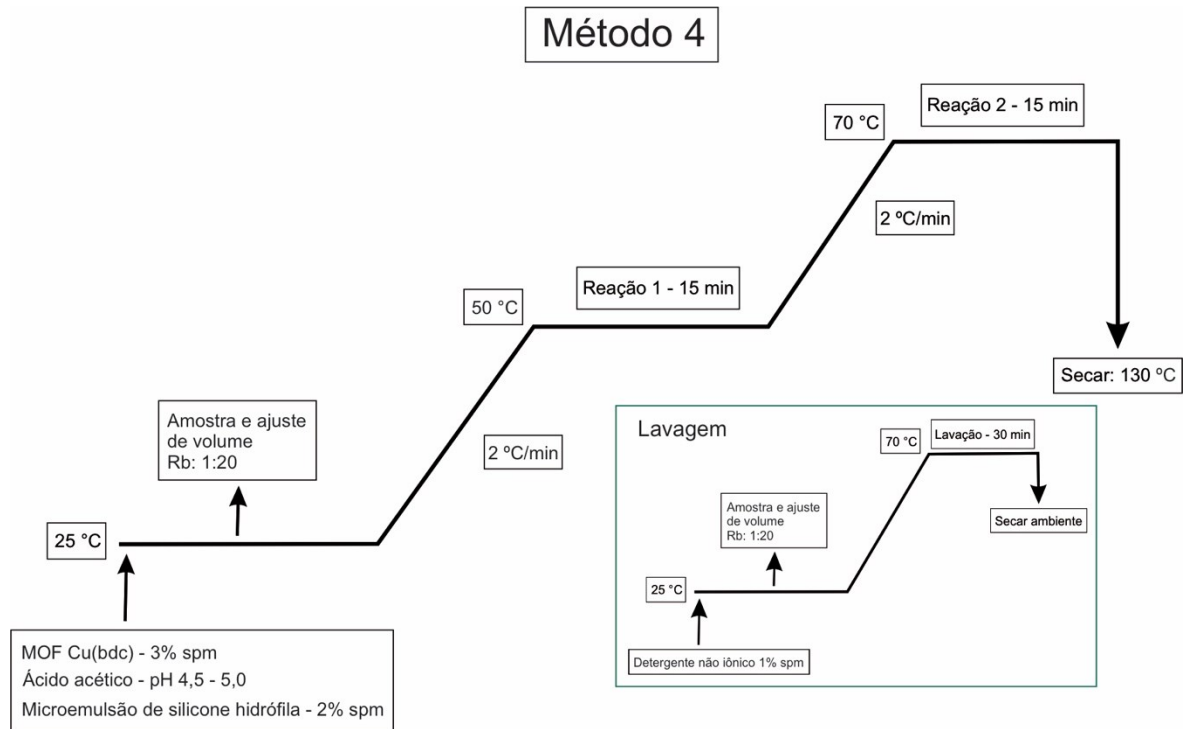 Método 4
70 °C
Reação 2 - 15 min
2 ºC/min
50 °C
Reação 1 - 15 min
Secar: 130 ºC
Amostra e ajuste
de volume
Rb: 1:20
2 ºC/min
25 °C
MOF Cu(bdc) - 3% spm
Ácido acético - pH 4,5 - 5,0
Microemulsão de silicone hidrófila - 2% spm
Lavagem
70 °C
Lavação - 30 min
Amostra e ajuste
de volume
Rb: 1:20
Secar ambiente
25 °C
Detergente não iônico 1% spm